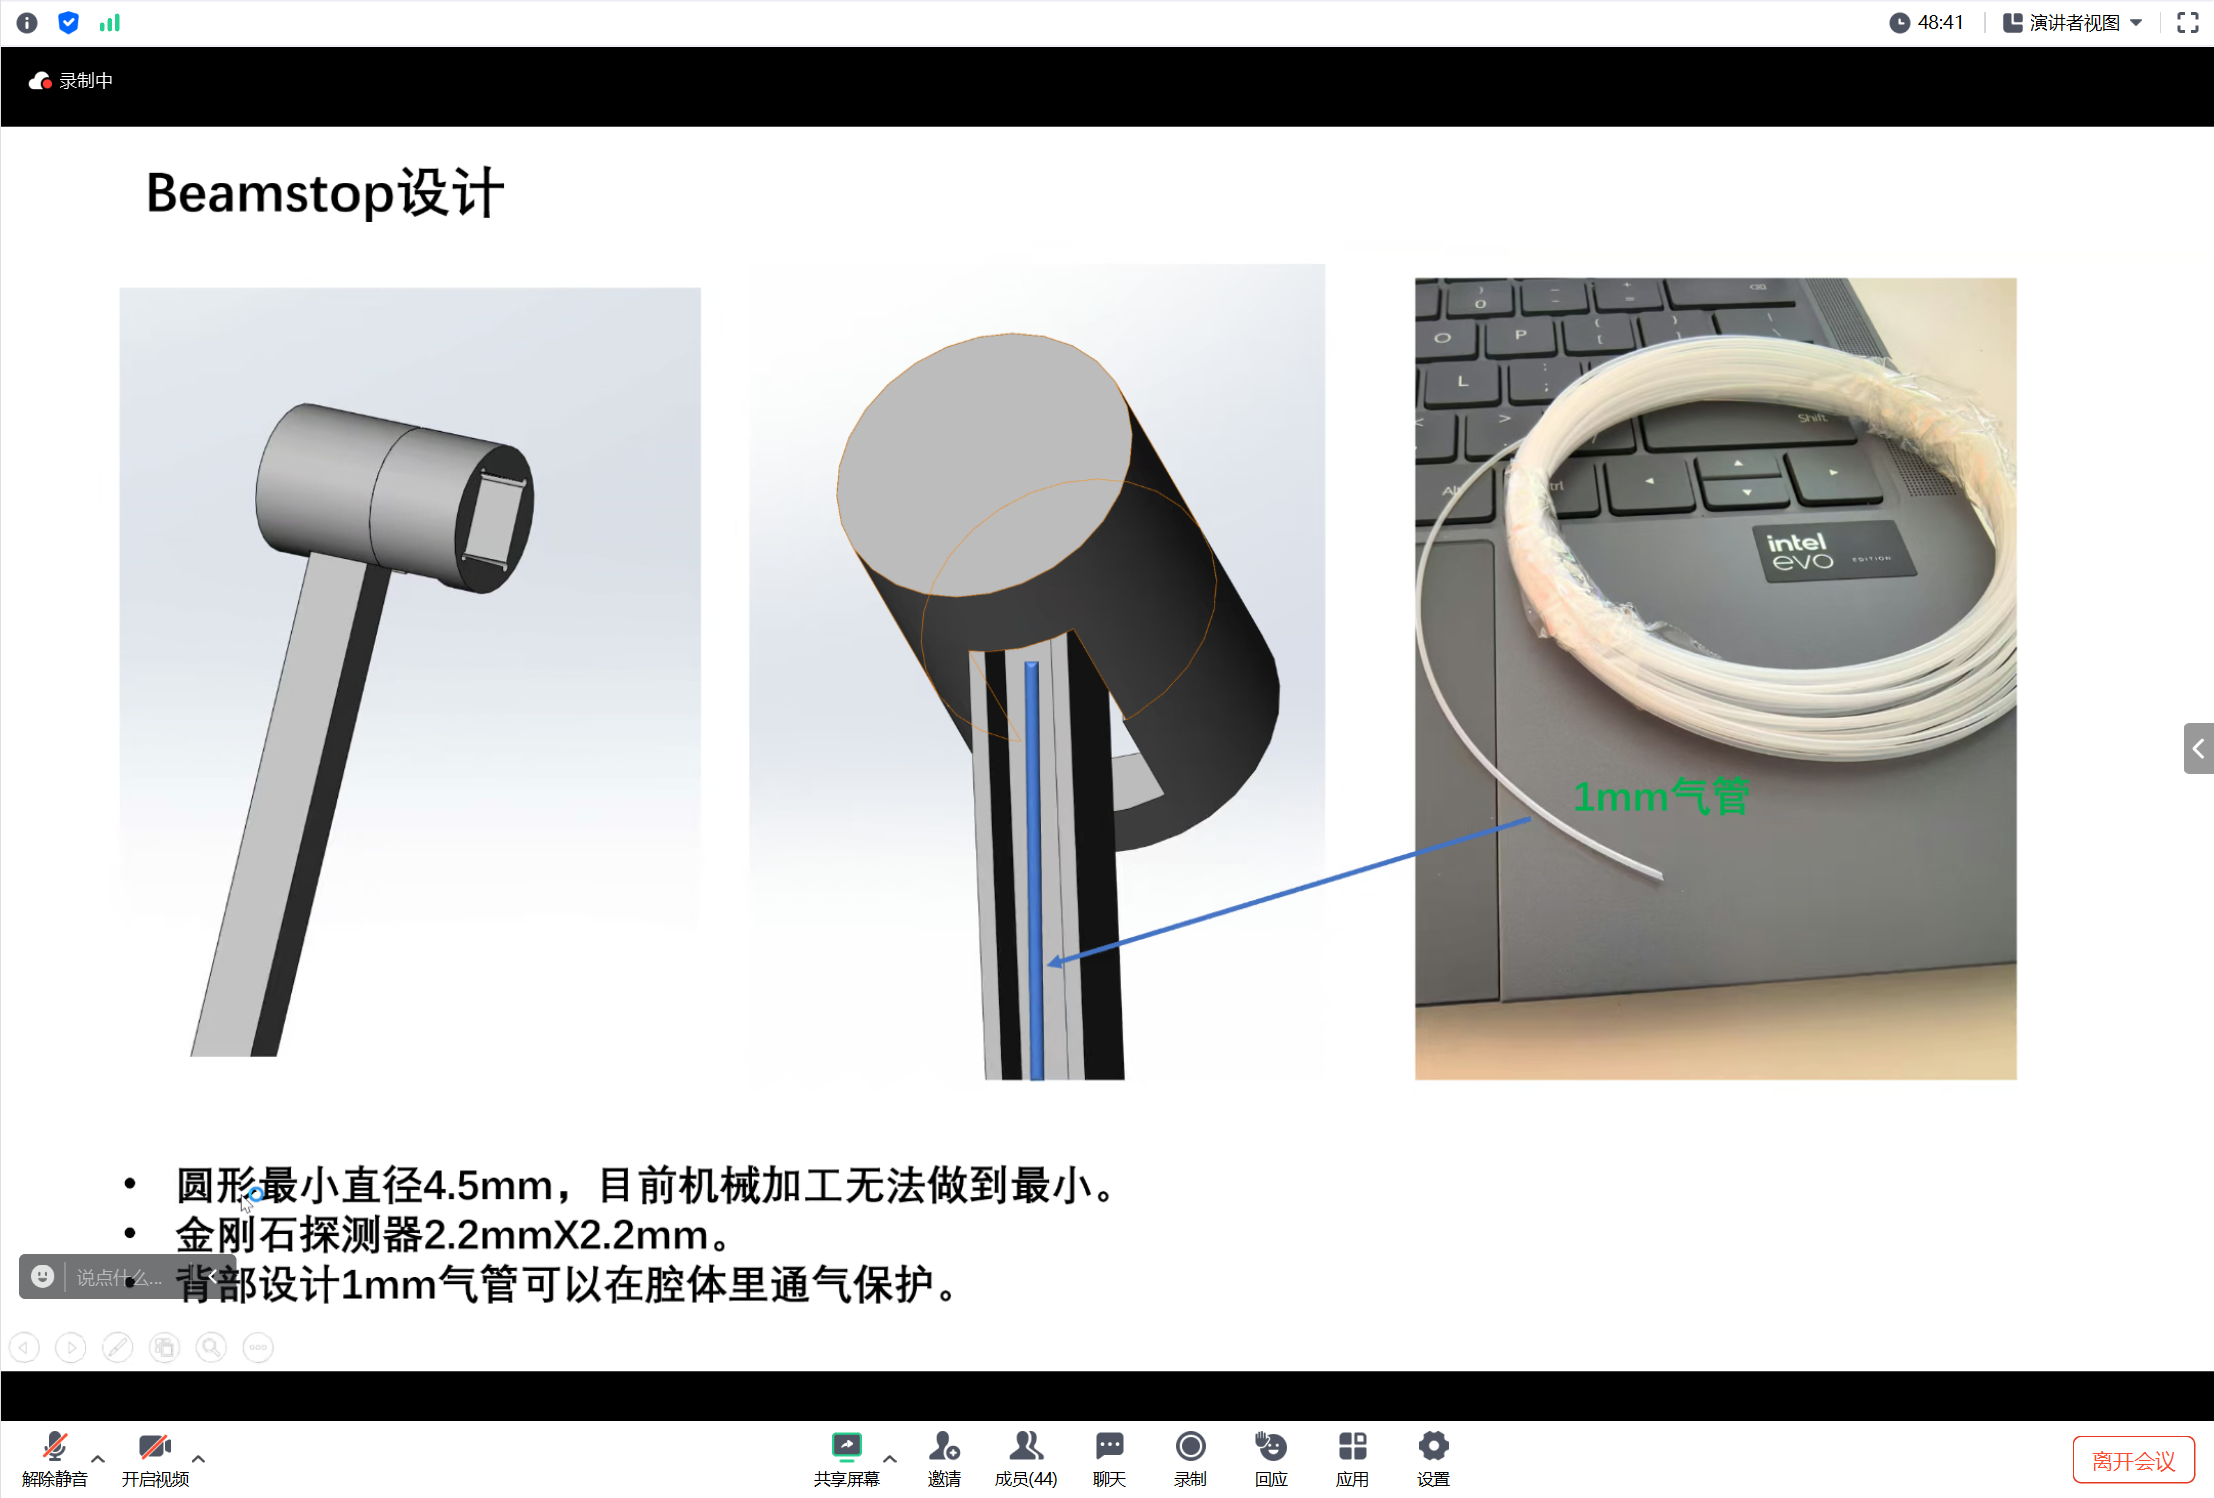 48:41
演讲者视图
录制中
Beamstop设计
O
P
L
Shift
Alt
ctrl
intel
evo EDITION
1mm气管
• 圆形最小直径4.5mm，目前机械加工无法做到最小。
• 金刚石探测器2.2mmX2.2mm。
• 背部设计1mm气管可以在腔体里通气保护。
说点什么...
解除静音
开启视频
共享屏幕
邀请
成员(44)
聊天
录制
回应
应用
设置
离开会议